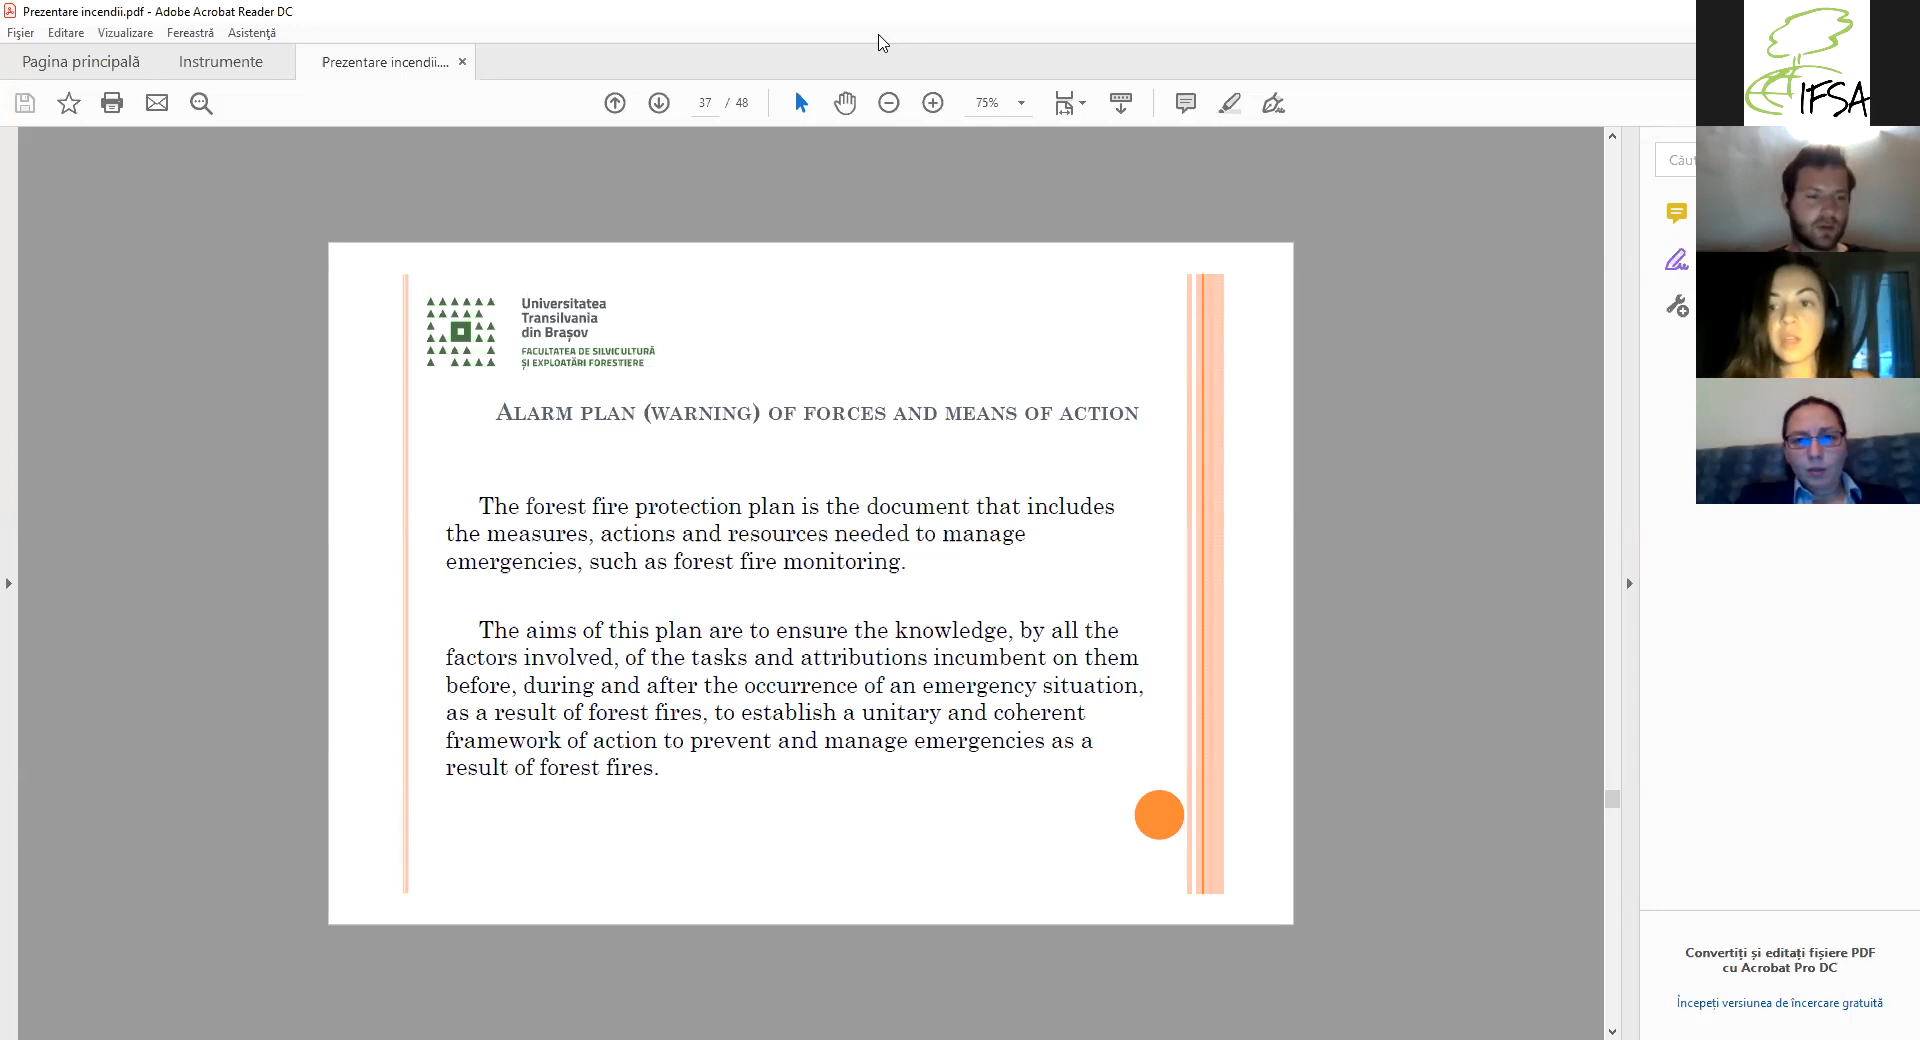 Prezentare incendii.pdf - Adobe Acrobat Reader DC
Fișier Editare Vizualizare Fereastră Asistență
Pagina principală Instrumente Prezentare incendii....
37 / 48 75%
IFSA
Universitatea
Transilvania
din Brașov
FACULTATEA DE SILVICULTURĂ
ȘI EXPLOATĂRI FORESTIERE
ALARM PLAN (WARNING) OF FORCES AND MEANS OF ACTION
The forest fire protection plan is the document that includes
the measures, actions and resources needed to manage
emergencies, such as forest fire monitoring.
The aims of this plan are to ensure the knowledge, by all the
factors involved, of the tasks and attributions incumbent on them
before, during and after the occurrence of an emergency situation,
as a result of forest fires, to establish a unitary and coherent
framework of action to prevent and manage emergencies as a
result of forest fires.
Convertiți și editați fișiere PDF
cu Acrobat Pro DC
Începeți versiunea de încercare gratuită